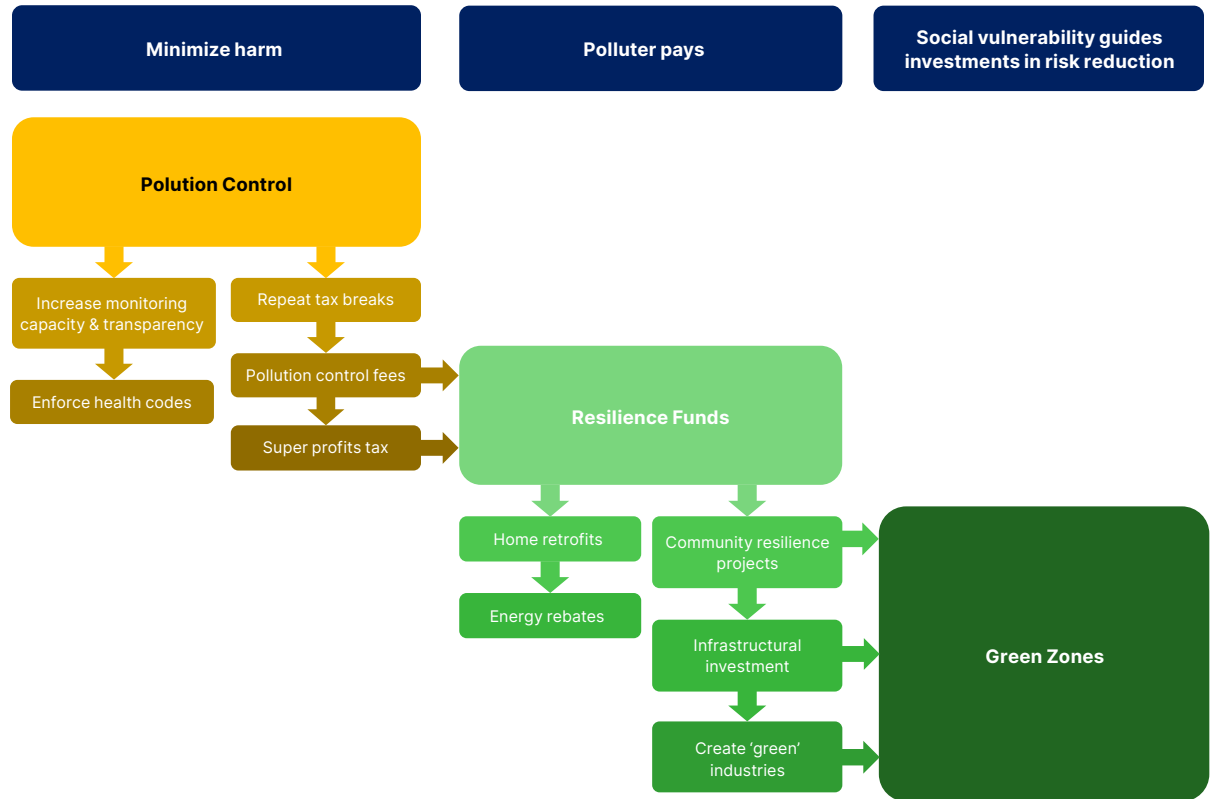 Minimize harm
Polluter pays
Social vulnerability guides
investments in risk reduction
Polution Control
Increase monitoring
capacity & transparency
Enforce health codes
Repeat tax breaks
Pollution control fees
Super profits tax
Resilience Funds
Home retrofits
Energy rebates
Community resilience
projects
Infrastructural
investment
Create ‘green’
industries
Green Zones